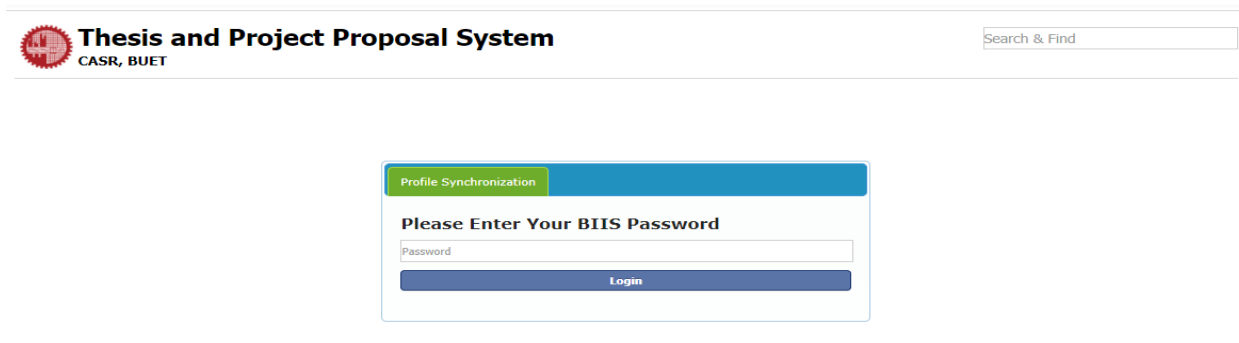 Thesis and Project Proposal System
CASR, BUET
Search & Find
Profile Synchronization
Please Enter Your BIIS Password
Password
Login